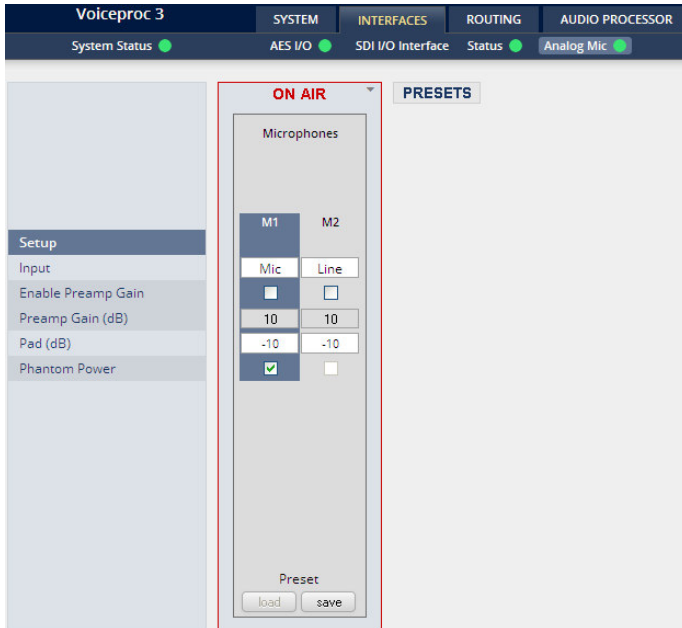 Voiceproc 3
SYSTEM INTERFACES ROUTING AUDIO PROCESSOR
System Status AES I/O SDI I/O Interface Status Analog Mic
ON AIR PRESETS
Microphones
M1 M2
Setup
Input Mic Line
Enable Preamp Gain
Preamp Gain (dB) 10 10
Pad (dB) -10 -10
Phantom Power
Preset
load save